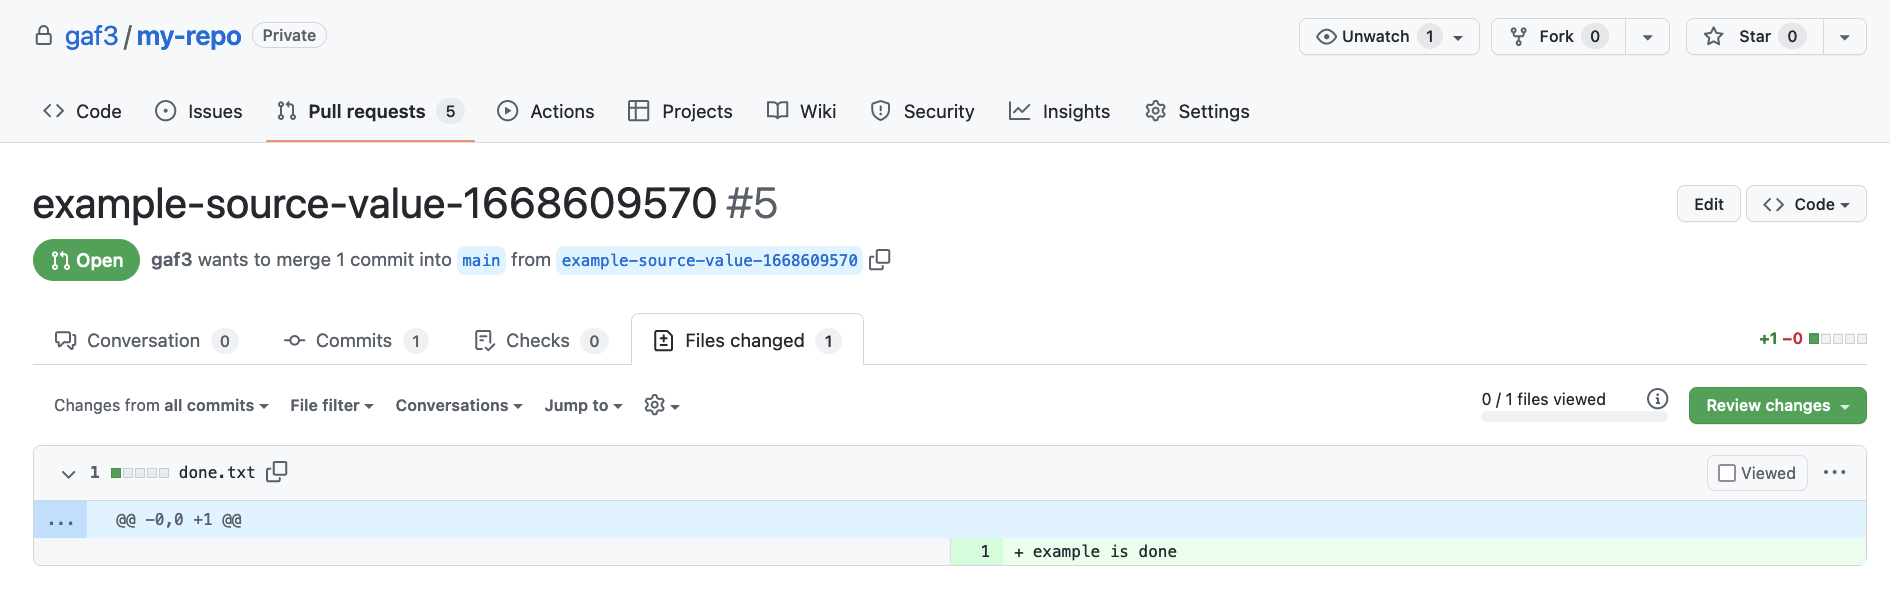 gaf3 / my-repo Private Unwatch 1 Fork 0 Star 0
Code Issues Pull requests 5 Actions Projects Wiki Security Insights Settings
example-source-value-1668609570 #5 Edit Code
Open gaf3 wants to merge 1 commit into main from example-source-value-1668609570
Conversation 0 Commits 1 Checks 0 Files changed 1 +1 −0
Changes from all commits File filter Conversations Jump to 0 / 1 files viewed Review changes
1 done.txt Viewed ...
... @@ -0,0 +1 @@
1 + example is done